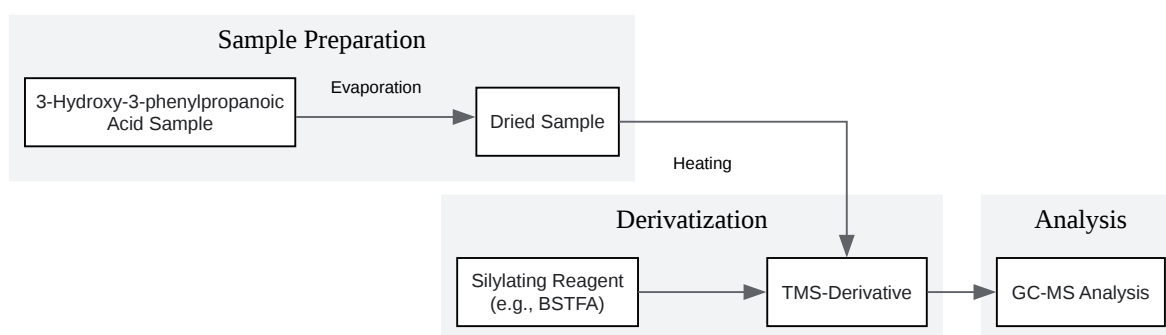 Sample Preparation
3-Hydroxy-3-phenylpropanoic
Acid Sample
Evaporation
Dried Sample
Heating
Derivatization
Silylating Reagent
(e.g., BSTFA)
TMS-Derivative
Analysis
GC-MS Analysis